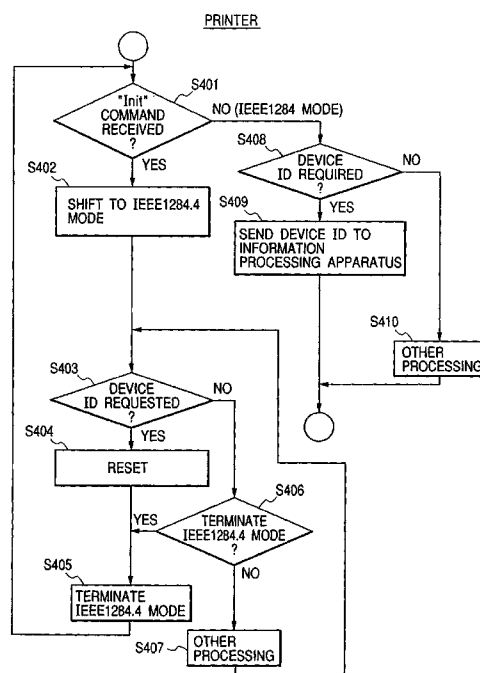 PRINTER
S401
"Init"
COMMAND
RECEIVED
?
NO (IEEE1284 MODE)
YES
S402
SHIFT TO IEEE1284.4
MODE
S408
DEVICE
ID REQUIRED
?
NO
YES
S409
SEND DEVICE ID TO
INFORMATION
PROCESSING APPARATUS
S410
OTHER
PROCESSING
S403
DEVICE
ID REQUESTED
?
NO
YES
S404
RESET
S406
TERMINATE
IEEE1284.4 MODE
?
YES
NO
S405
TERMINATE
IEEE1284.4 MODE
S407
OTHER
PROCESSING